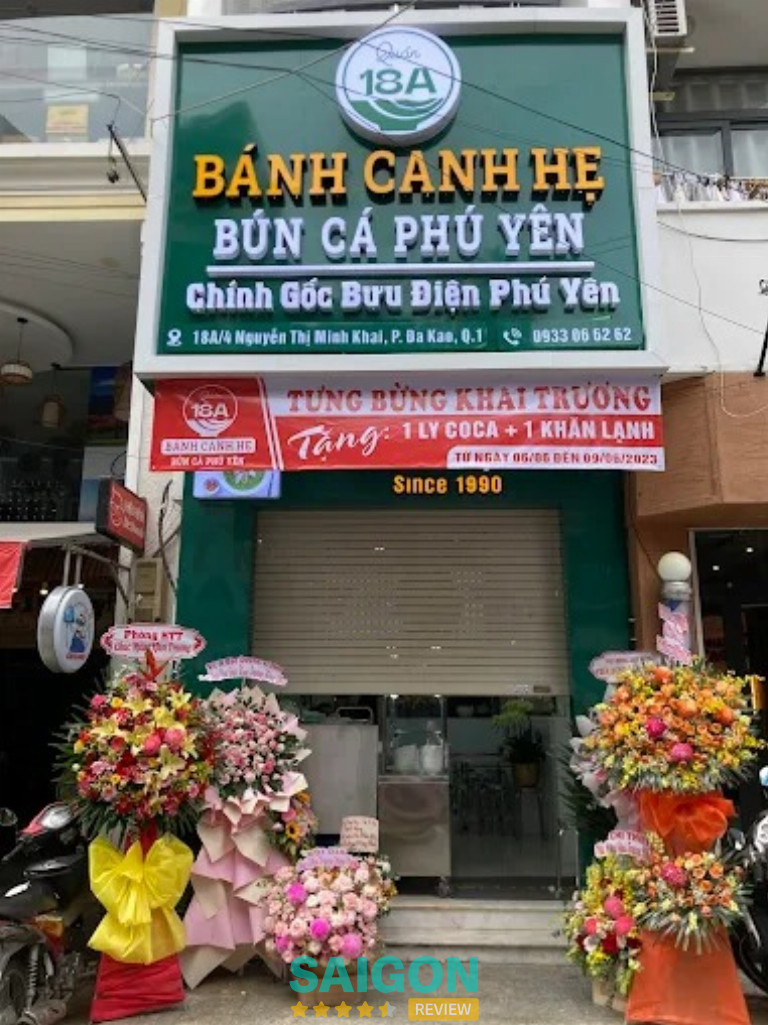 Quán
18A
BÁNH CANH HẸ
BÚN CÁ PHÚ YÊN
Chính Gốc Bưu Điện Phú Yên
18A/4 Nguyễn Thị Minh Khai, P. Đa Kao, Q.1 0933 06 62 62
18A
BÁNH CANH HẸ
BÚN CÁ PHÚ YÊN
TƯNG BỪNG KHAI TRƯƠNG
Tặng: 1 LY COCA + 1 KHĂN LẠNH
TỪ NGÀY 06/06 ĐẾN 09/06/2023
Since 1990
Phòng KTT
SAIGON
REVIEW